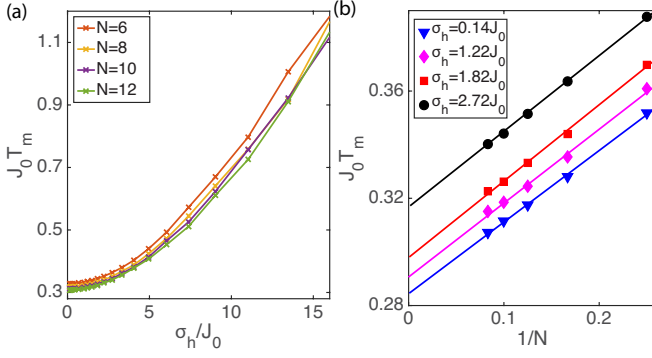 (a)
N=6
N=8
N=10
N=12
J₀Tₘ
1.1
0.9
0.7
0.5
0.3
0
5
10
15
σₕ/J₀
(b)
σₕ=0.14J₀
σₕ=1.22J₀
σₕ=1.82J₀
σₕ=2.72J₀
J₀Tₘ
0.36
0.32
0.28
0
0.1
0.2
1/N